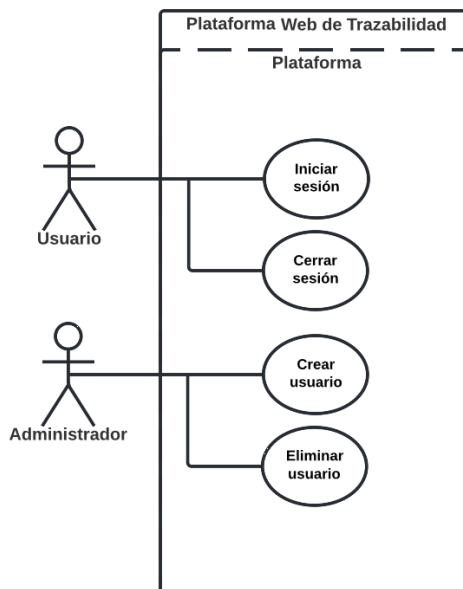 Plataforma Web de Trazabilidad
Plataforma
Iniciar
sesión
Usuario
Cerrar
sesión
Crear
usuario
Administrador
Eliminar
usuario